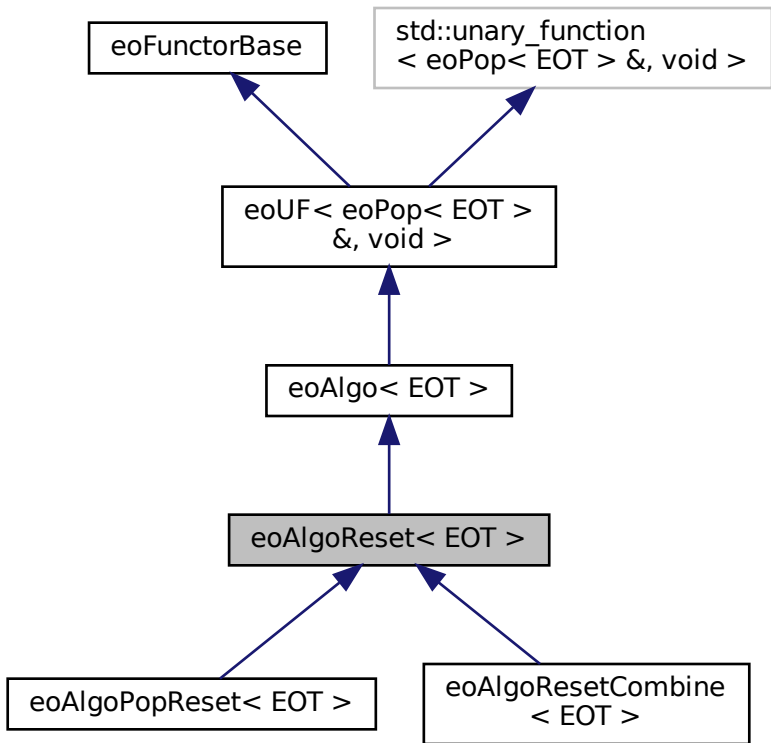 eoFunctorBase
std::unary_function
< eoPop< EOT > &, void >
eoUF< eoPop< EOT >
&, void >
eoAlgo< EOT >
eoAlgoReset< EOT >
eoAlgoPopReset< EOT >
eoAlgoResetCombine
< EOT >